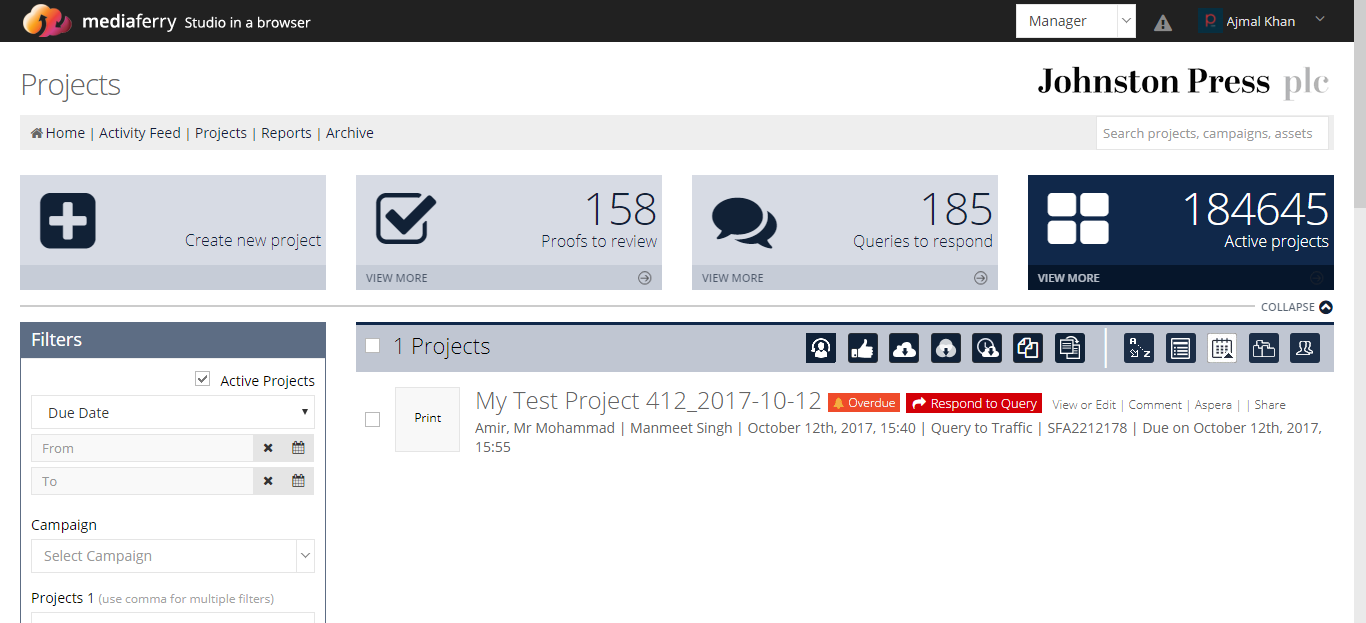 mediaferry Studio in a browser
Manager
Ajmal Khan
Projects
Johnston Press plc
Home | Activity Feed | Projects | Reports | Archive
Search projects, campaigns, assets
Create new project
158
Proofs to review
VIEW MORE
185
Queries to respond
VIEW MORE
184645
Active projects
VIEW MORE
COLLAPSE
Filters
Active Projects
Due Date
From
To
Campaign
Select Campaign
Projects 1 (use comma for multiple filters)
1 Projects
A
Z
Print
My Test Project 412_2017-10-12 Overdue Respond to Query View or Edit | Comment | Aspera | | Share
Amir, Mr Mohammad | Manmeet Singh | October 12th, 2017, 15:40 | Query to Traffic | SFA2212178 | Due on October 12th, 2017,
15:55